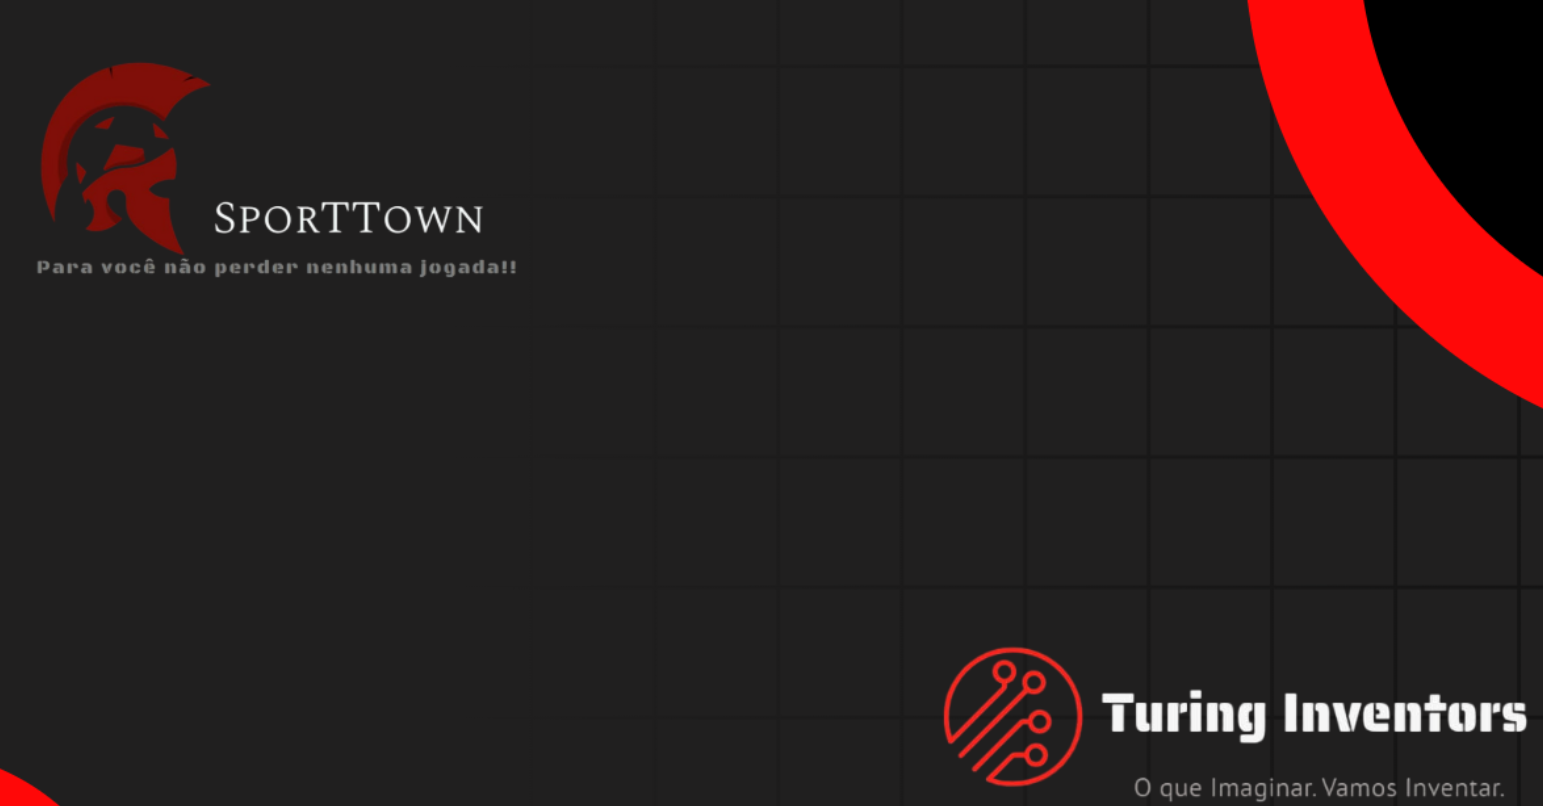 SPORTTOWN
Para você não perder nenhuma jogada!!
Turing Inventors
O que Imaginar. Vamos Inventar.